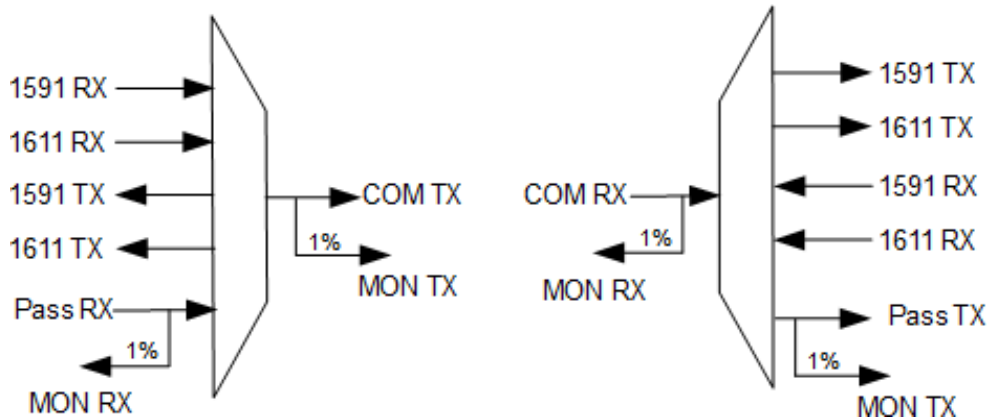 1591 RX
1611 RX
1591 TX
1611 TX
Pass RX
1%
MON RX
COM TX
1%
MON TX
COM RX
1%
MON RX
1591 TX
1611 TX
1591 RX
1611 RX
Pass TX
1%
MON TX